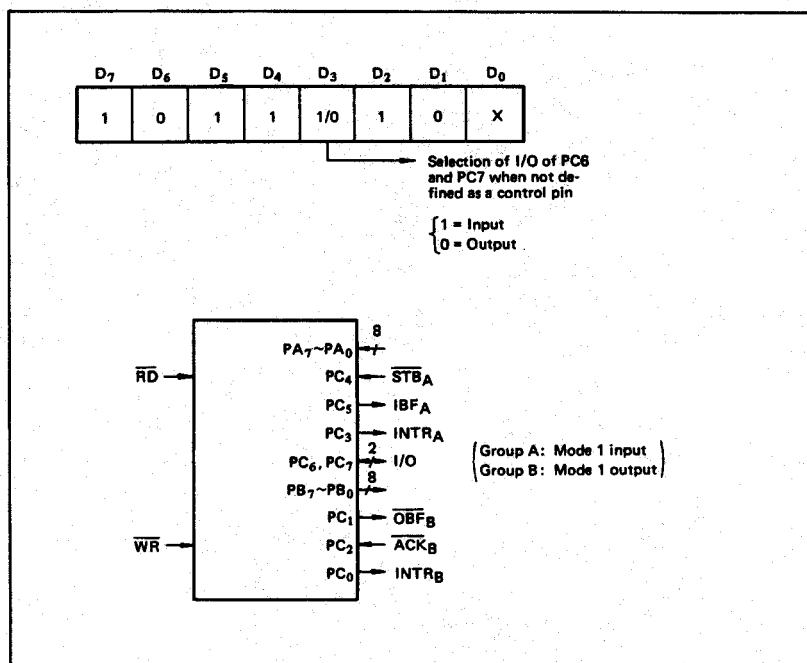 D7 D6 D5 D4 D3 D2 D1 D0
1 0 1 1 1/0 1 0 X
Selection of I/O of PC6
and PC7 when not de-
fined as a control pin
1 = Input
0 = Output
8
PA7~PA0
RD PC4 STBA
PC5 IBFA
PC3 INTRA
2
PC6, PC7 I/O
Group A: Mode 1 input
Group B: Mode 1 output
8
PB7~PB0
PC1 OBFB
WR PC2 ACKB
PC0 INTRB